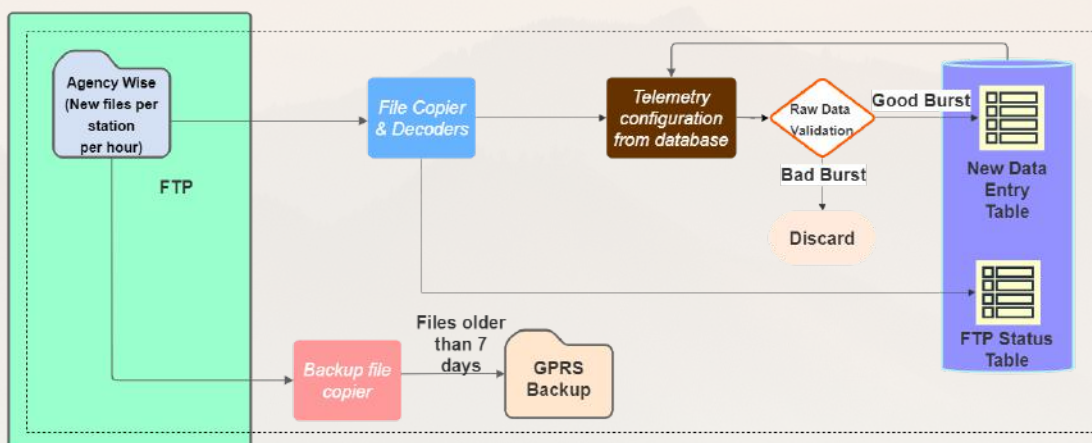 Agency Wise
(New files per
station
per hour)
FTP
File Copier
& Decoders
Telemetry
configuration
from database
Raw Data
Validation
Good Burst
Bad Burst
Discard
New Data
Entry
Table
FTP Status
Table
Backup file
copier
Files older
than 7
days
GPRS
Backup